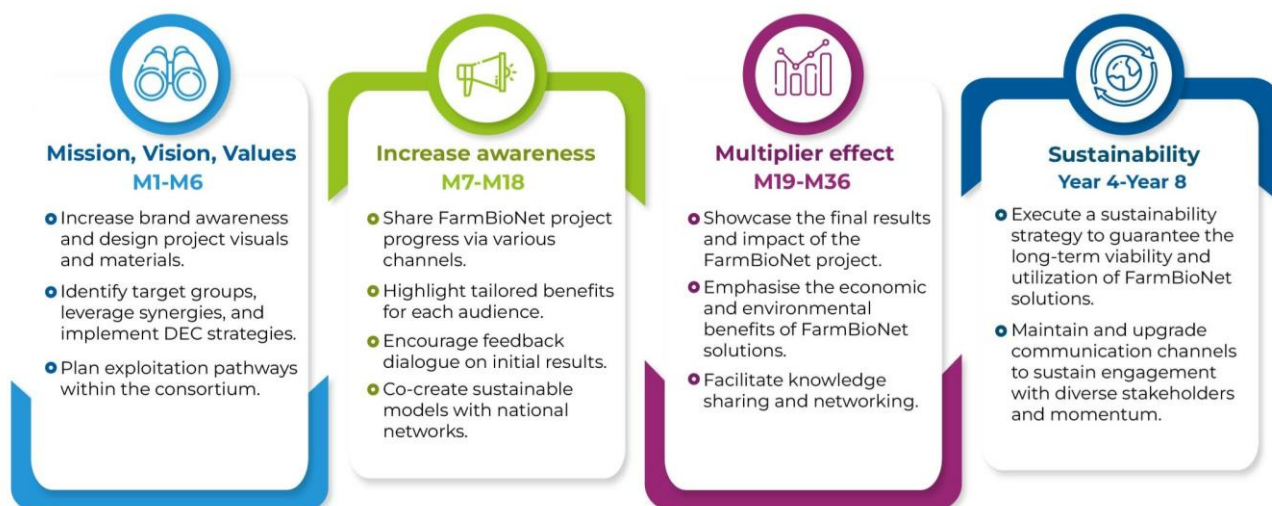 Mission, Vision, Values
M1-M6
Increase brand awareness
and design project visuals
and materials.
Identify target groups,
leverage synergies, and
implement DEC strategies.
Plan exploitation pathways
within the consortium.
Increase awareness
M7-M18
Share FarmBioNet project
progress via various
channels.
Highlight tailored benefits
for each audience.
Encourage feedback
dialogue on initial results.
Co-create sustainable
models with national
networks.
Multiplier effect
M19-M36
Showcase the final results
and impact of the
FarmBioNet project.
Emphasise the economic
and environmental
benefits of FarmBioNet
solutions.
Facilitate knowledge
sharing and networking.
Sustainability
Year 4-Year 8
Execute a sustainability
strategy to guarantee the
long-term viability and
utilization of FarmBioNet
solutions.
Maintain and upgrade
communication channels
to sustain engagement
with diverse stakeholders
and momentum.